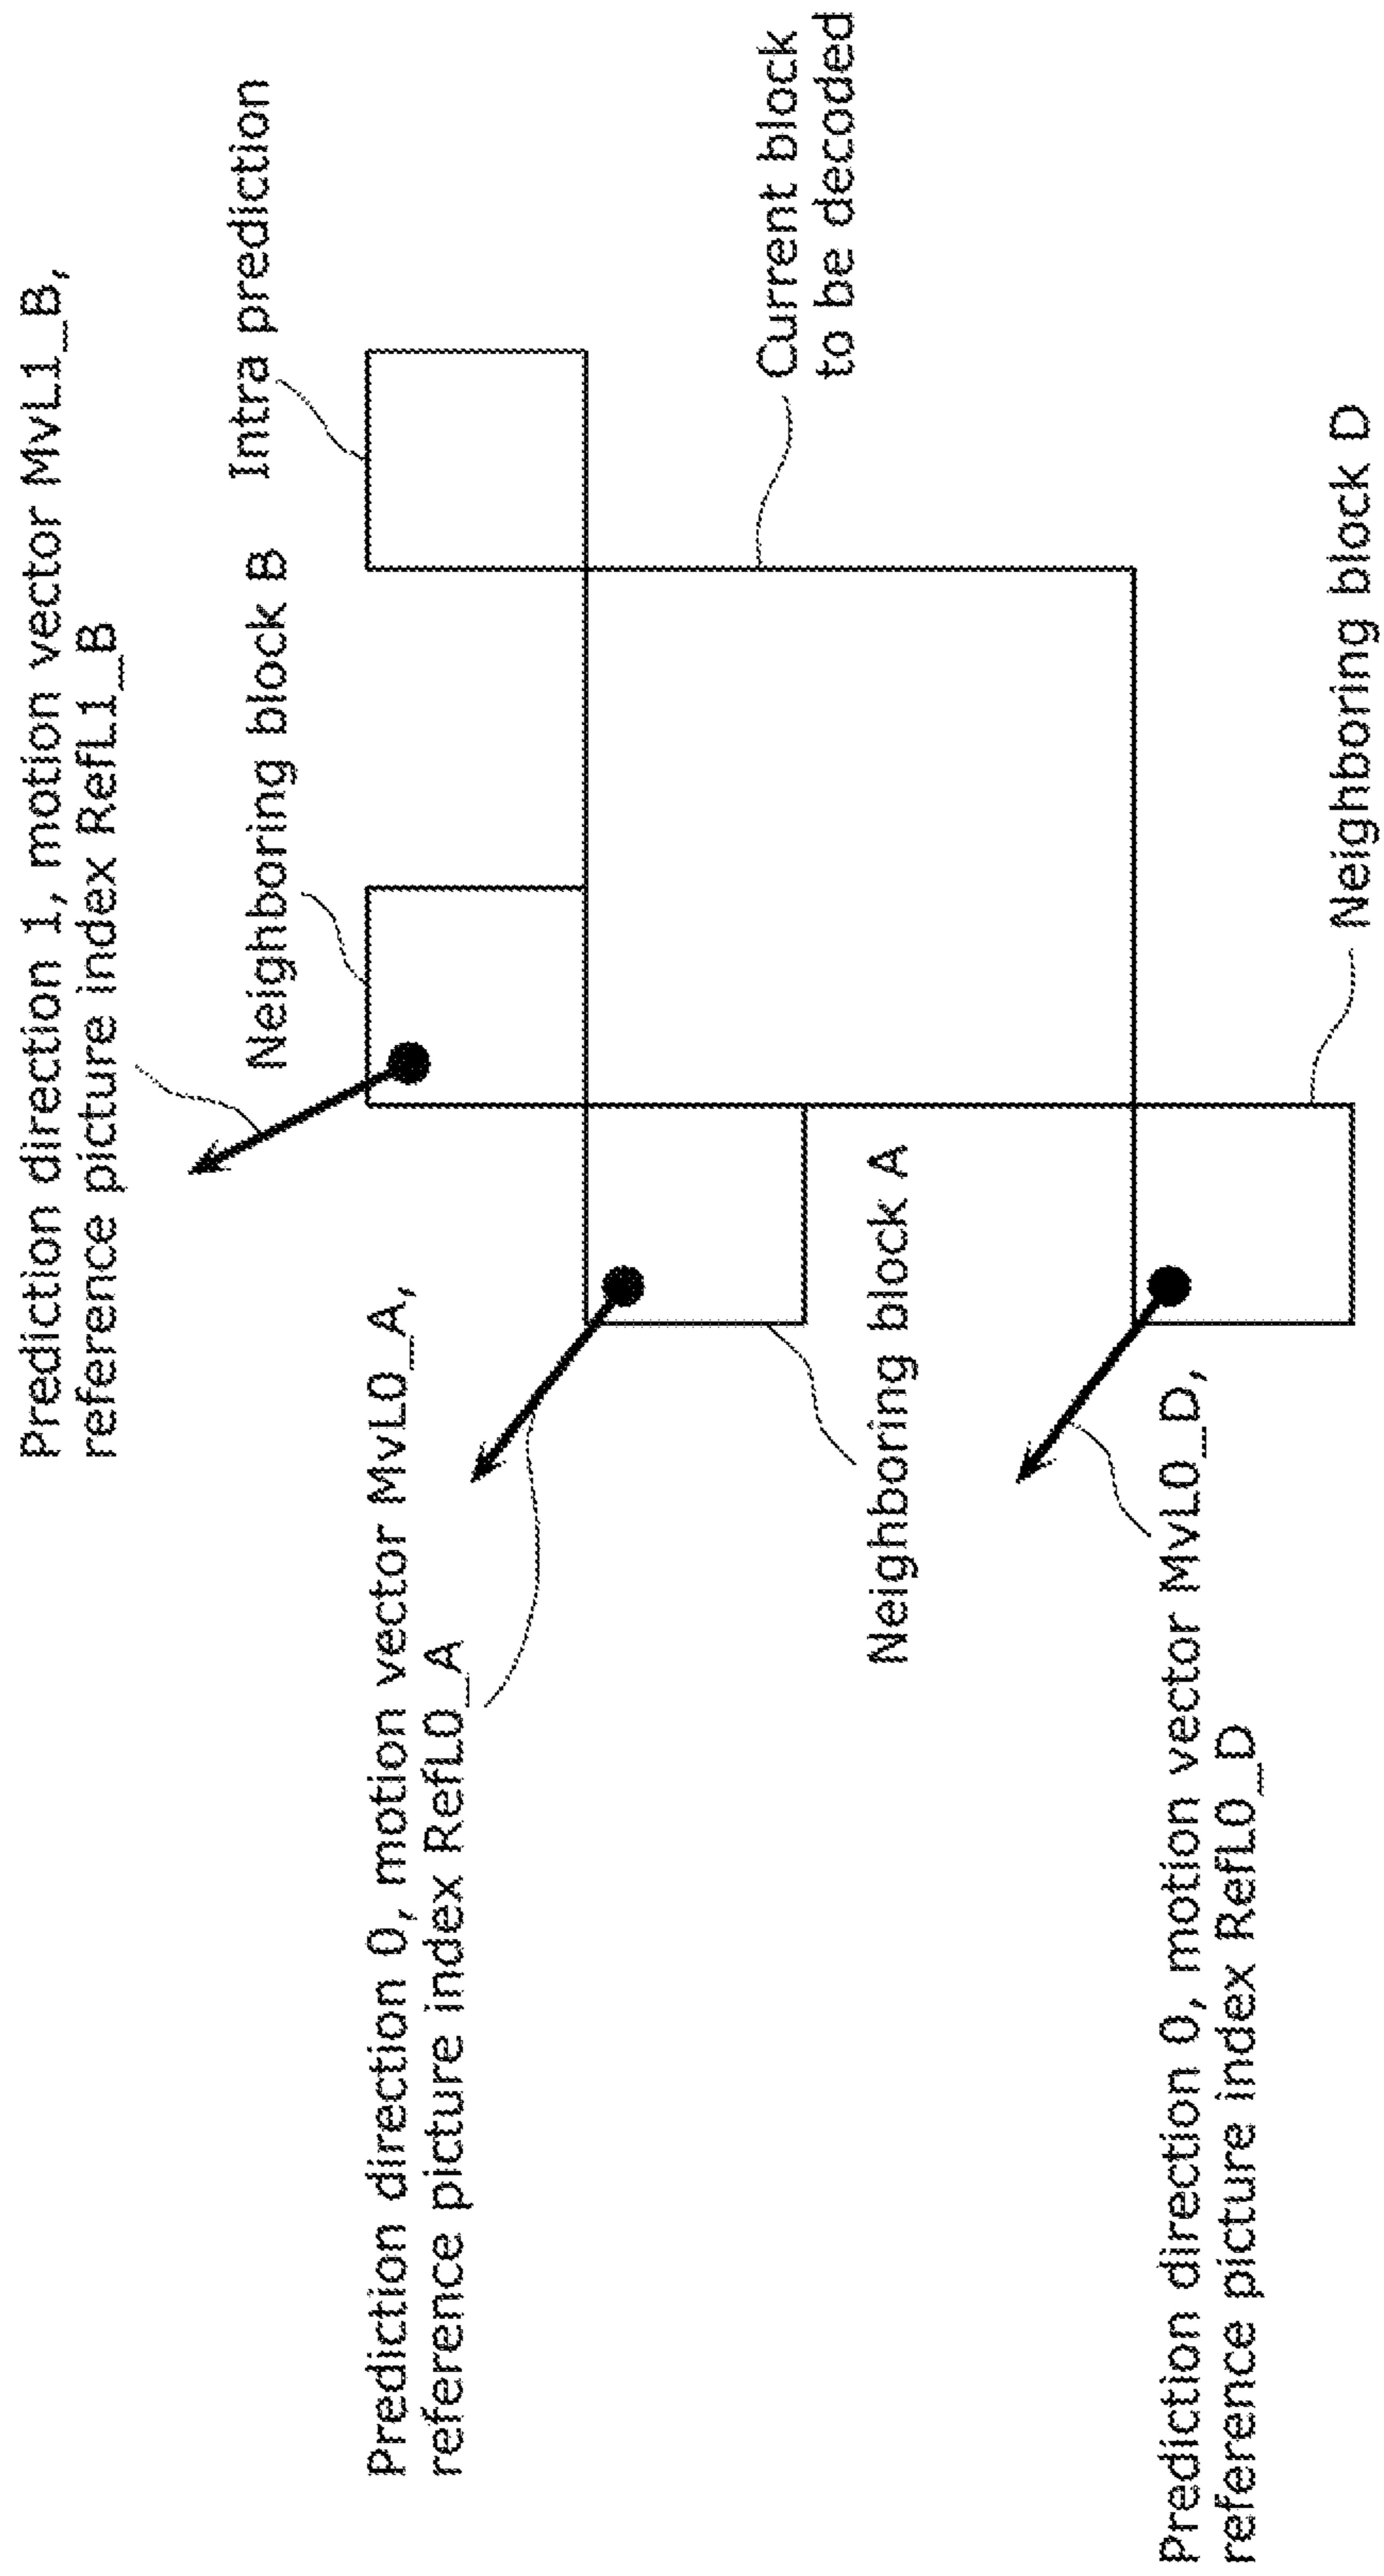 Prediction direction 1, motion vector MvL1_B,
reference picture index RefL1_B
Neighboring block B
Intra prediction
Prediction direction 0, motion vector MvL0_A,
reference picture index RefL0_A
Current block
to be decoded
Neighboring block A
Prediction direction 0, motion vector MvL0_D,
reference picture index RefL0_D
Neighboring block D